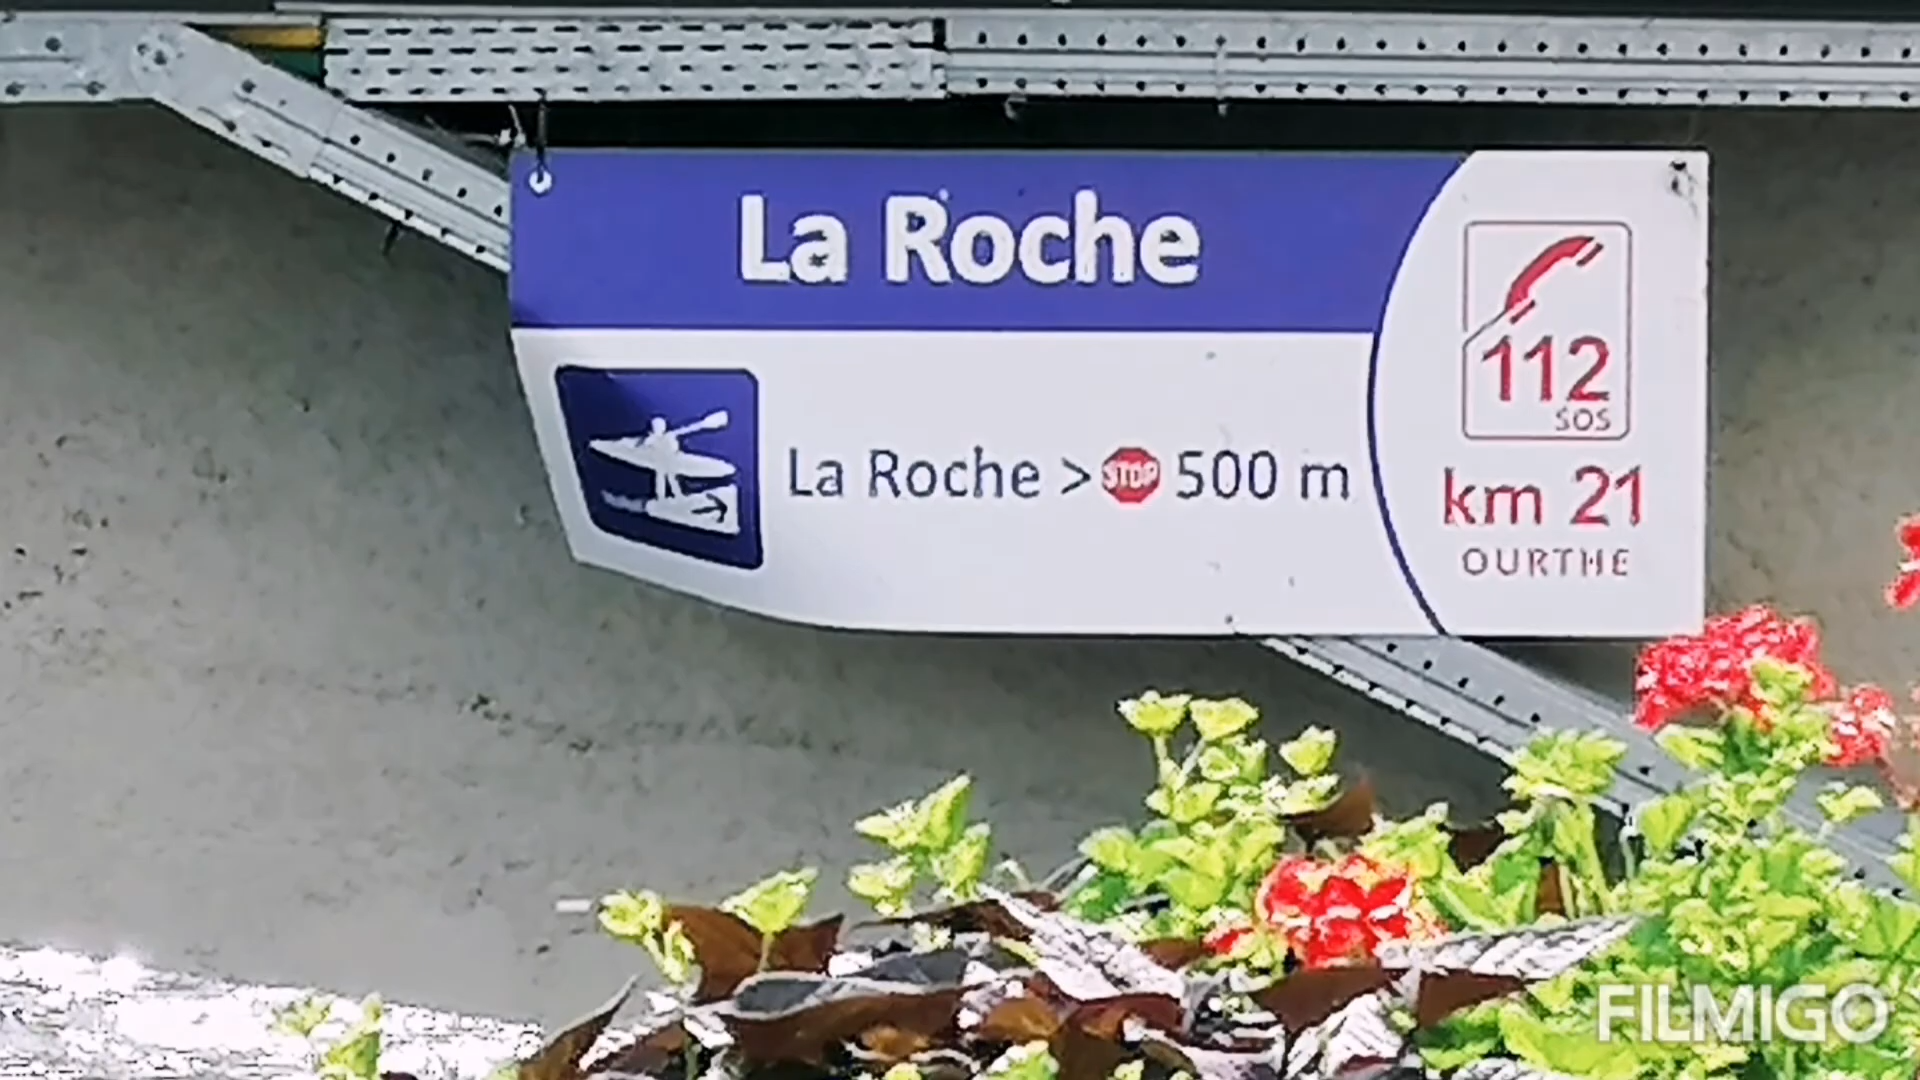 La Roche
La Roche > STOP 500 m
112
SOS
km 21
OURTHE
FILMIGO